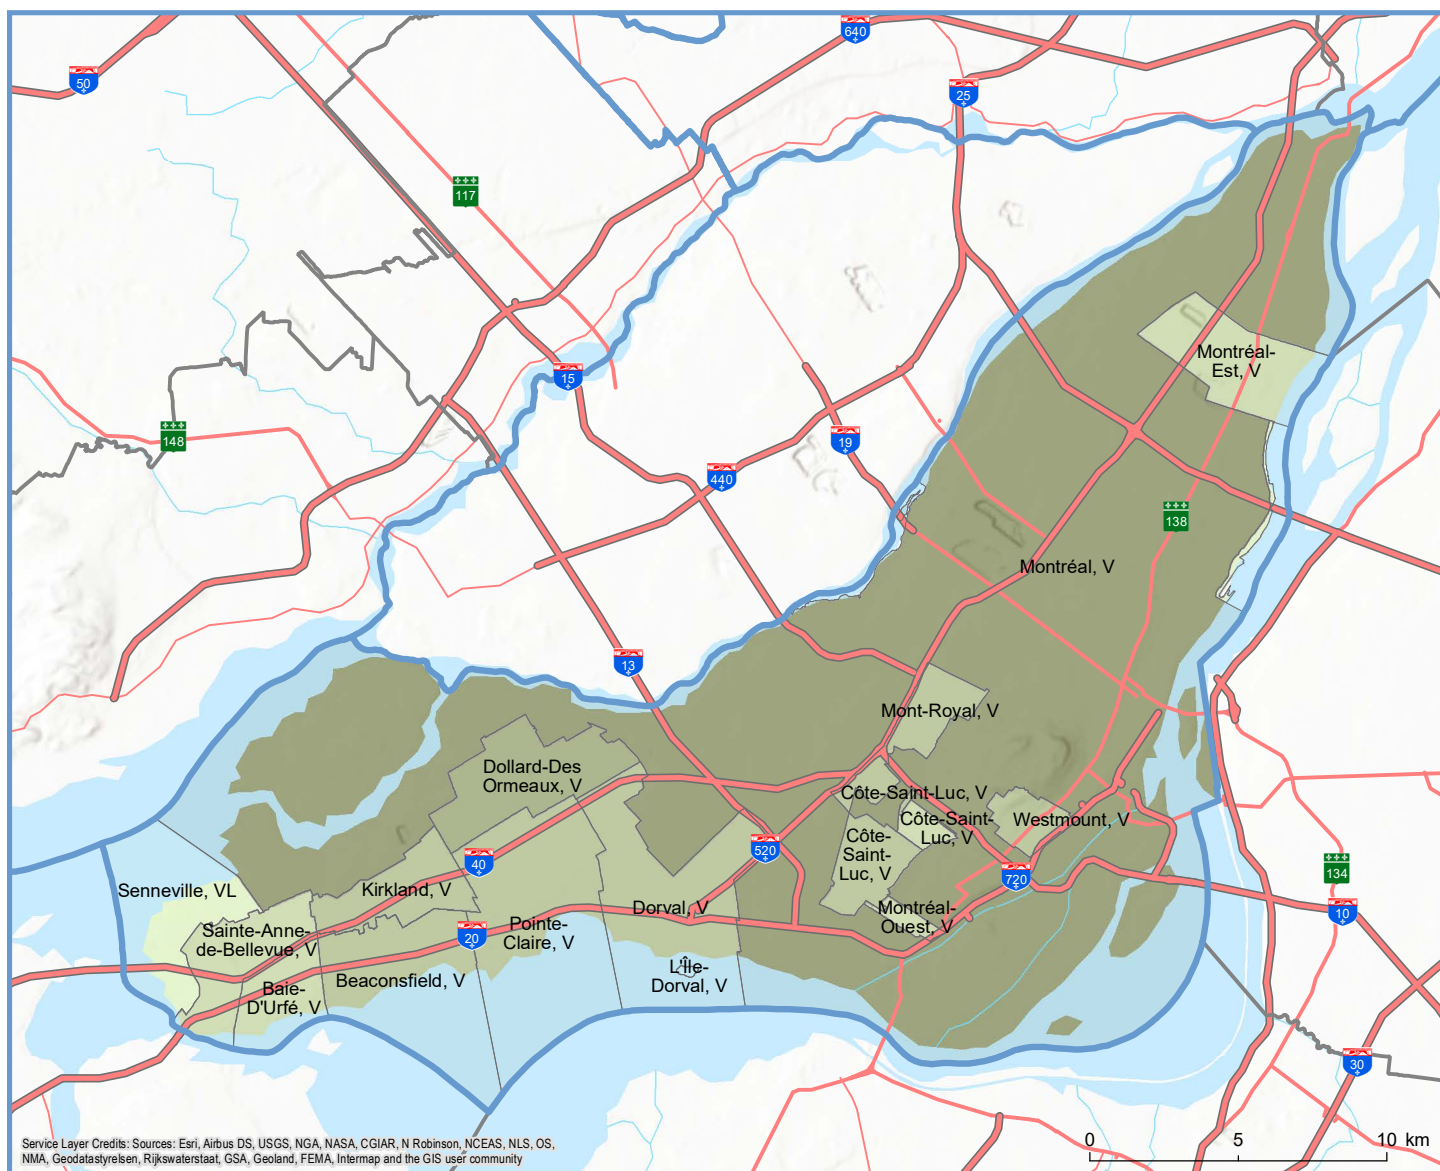 640
50
25
117
Montréal-
Est, V
15
148
19
440
138
Montréal, V
13
Mont-Royal, V
Dollard-Des
Ormeaux, V
Côte-Saint-Luc, V
Côte-Saint-
Luc, V
Westmount, V
Côte-
Saint-
Luc, V
520
40
720
134
Senneville, VL
Kirkland, V
Dorval, V
Montréal-
Ouest, V
10
Sainte-Anne-
de-Bellevue, V
20
Pointe-
Claire, V
Beaconsfield, V
L'Île-
Dorval, V
Baie-
D'Urfé, V
30
0 5 10 km
Service Layer Credits: Sources: Esri, Airbus DS, USGS, NGA, NASA, CGIAR, N Robinson, NCEAS, NLS, OS,
NMA, Geodatastyrelsen, Rijkswaterstaat, GSA, Geoland, FEMA, Intermap and the GIS user community